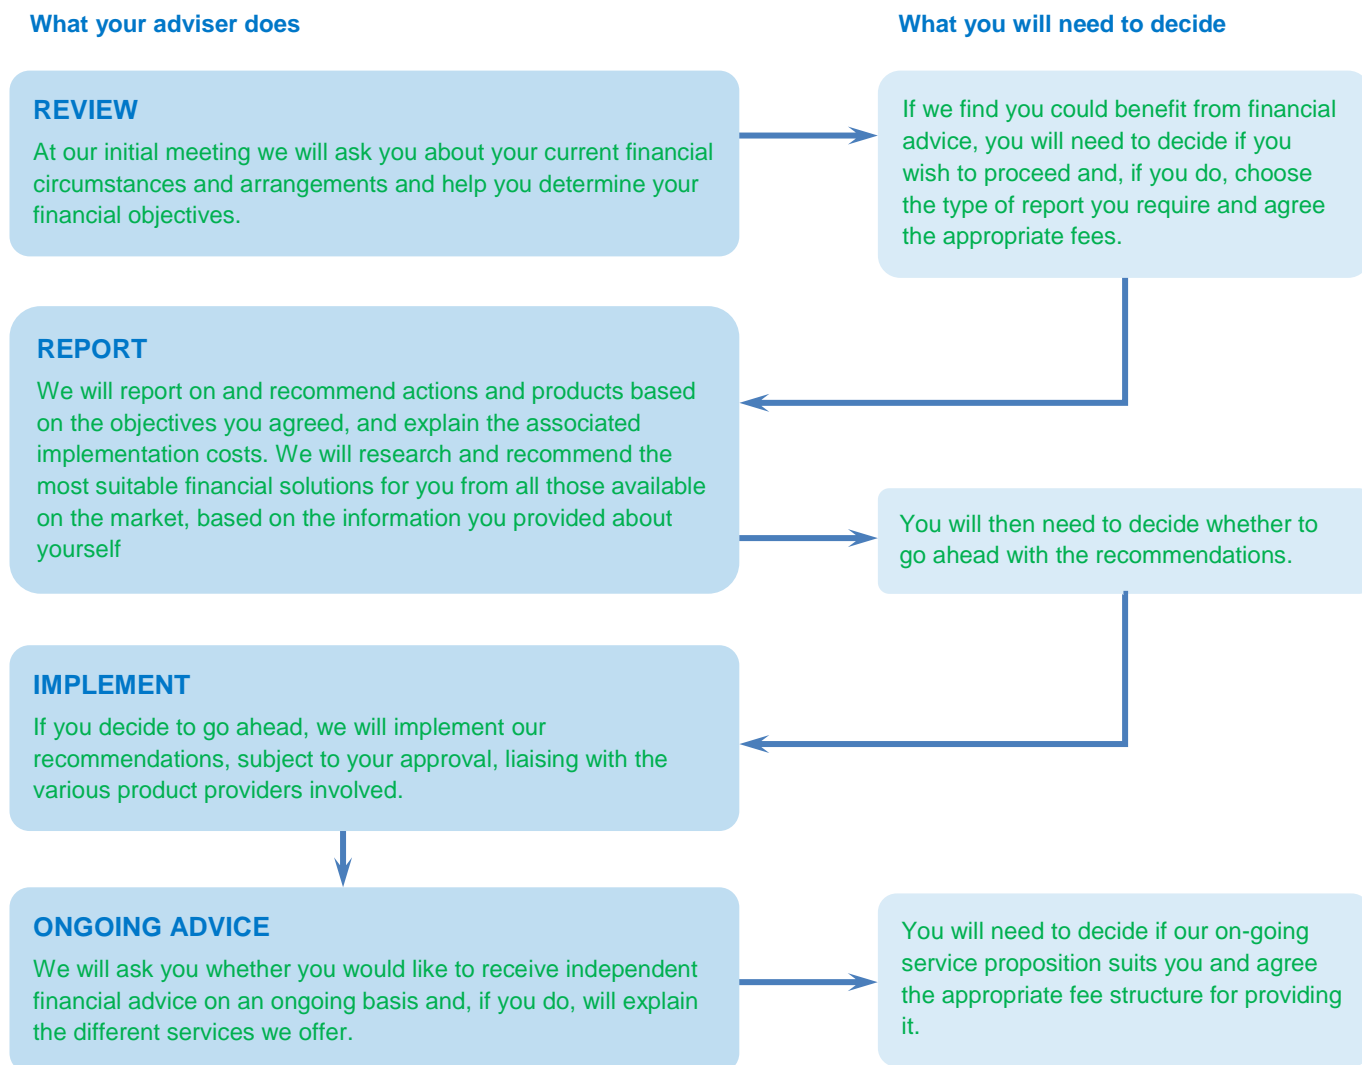 What your adviser does
What you will need to decide
REVIEW
At our initial meeting we will ask you about your current financial
circumstances and arrangements and help you determine your
financial objectives.
If we find you could benefit from financial
advice, you will need to decide if you
wish to proceed and, if you do, choose
the type of report you require and agree
the appropriate fees.
REPORT
We will report on and recommend actions and products based
on the objectives you agreed, and explain the associated
implementation costs. We will research and recommend the
most suitable financial solutions for you from all those available
on the market, based on the information you provided about
yourself
You will then need to decide whether to
go ahead with the recommendations.
IMPLEMENT
If you decide to go ahead, we will implement our
recommendations, subject to your approval, liaising with the
various product providers involved.
ONGOING ADVICE
We will ask you whether you would like to receive independent
financial advice on an ongoing basis and, if you do, will explain
the different services we offer.
You will need to decide if our on-going
service proposition suits you and agree
the appropriate fee structure for providing
it.